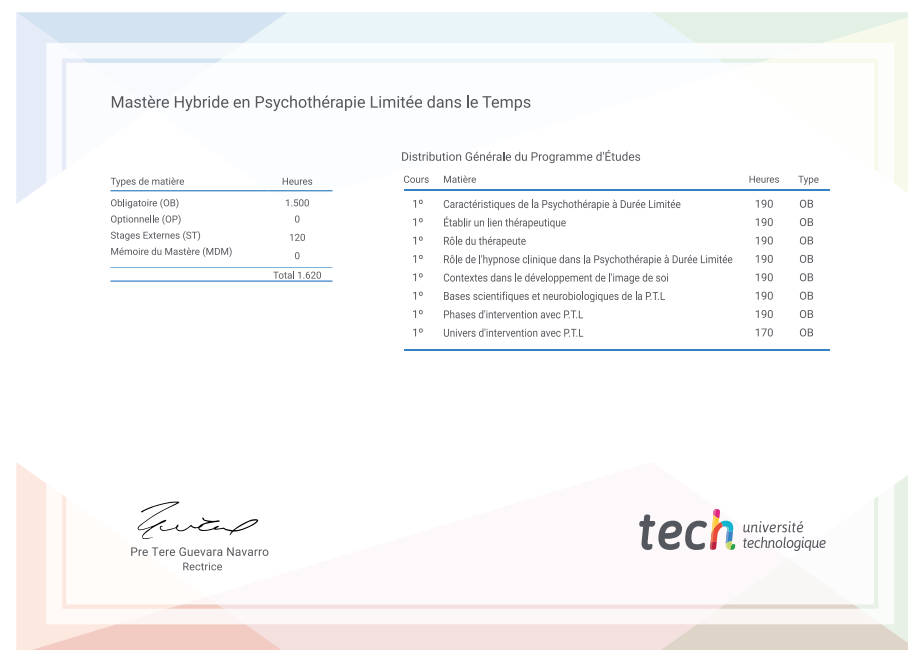 Mastère Hybride en Psychothérapie Limitée dans le Temps
Types de matière Heures
Obligatoire (OB) 1.500
Optionnelle (OP) 0
Stages Externes (ST) 120
Mémoire du Mastère (MDM) 0
Total 1.620
Distribution Générale du Programme d'Études
Cours Matière Heures Type
1º Caractéristiques de la Psychothérapie à Durée Limitée 190 OB
1º Établir un lien thérapeutique 190 OB
1º Rôle du thérapeute 190 OB
1º Rôle de l'hypnose clinique dans la Psychothérapie à Durée Limitée 190 OB
1º Contextes dans le développement de l'image de soi 190 OB
1º Bases scientifiques et neurobiologiques de la P.T.L 190 OB
1º Phases d'intervention avec P.T.L 190 OB
1º Univers d'intervention avec P.T.L 170 OB
Pre Tere Guevara Navarro
Rectrice
tech université
technologique